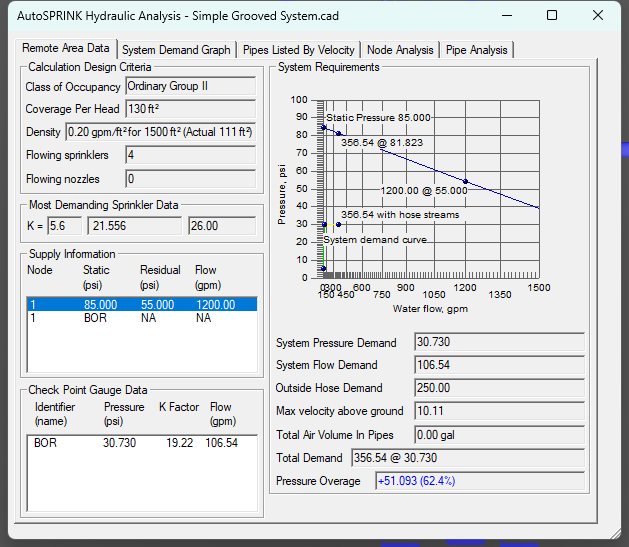 AutoSPRINK Hydraulic Analysis - Simple Grooved System.cad
Remote Area Data System Demand Graph Pipes Listed By Velocity Node Analysis Pipe Analysis
Calculation Design Criteria
Class of Occupancy Ordinary Group II
Coverage Per Head 130 ft²
Density 0.20 gpm/ft² for 1500 ft² (Actual 111 ft²)
Flowing sprinklers 4
Flowing nozzles 0
Most Demanding Sprinkler Data
K = 5.6 21.556 26.00
Supply Information
Node Static Residual Flow
(psi) (psi) (gpm)
1 85.000 55.000 1200.00
1 BOR NA NA
Check Point Gauge Data
Identifier Pressure K Factor Flow
(name) (psi) (gpm)
BOR 30.730 19.22 106.54
System Requirements
100
90
80
70
60
50
40
30
20
10
0
Pressure, psi
Static Pressure 85.000
356.54 @ 81.823
1200.00 @ 55.000
356.54 with hose streams
System demand curve
0 300 600 900 1200 1500
150 450 750 1050 1350
Water flow, gpm
System Pressure Demand 30.730
System Flow Demand 106.54
Outside Hose Demand 250.00
Max velocity above ground 10.11
Total Air Volume In Pipes 0.00 gal
Total Demand 356.54 @ 30.730
Pressure Overage +51.093 (62.4%)